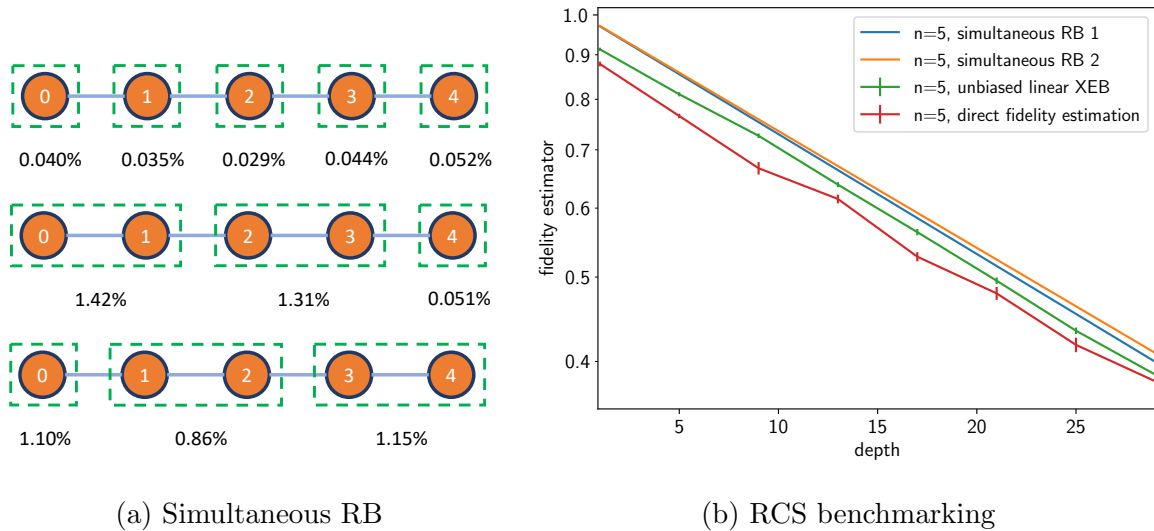 0 1 2 3 4
0.040% 0.035% 0.029% 0.044% 0.052%
0 1 2 3 4
1.42% 1.31% 0.051%
0 1 2 3 4
1.10% 0.86% 1.15%
(a) Simultaneous RB
1.0
0.9
0.8
0.7
0.6
0.5
0.4
fidelity estimator
n=5, simultaneous RB 1
n=5, simultaneous RB 2
n=5, unbiased linear XEB
n=5, direct fidelity estimation
5 10 15 20 25
depth
(b) RCS benchmarking